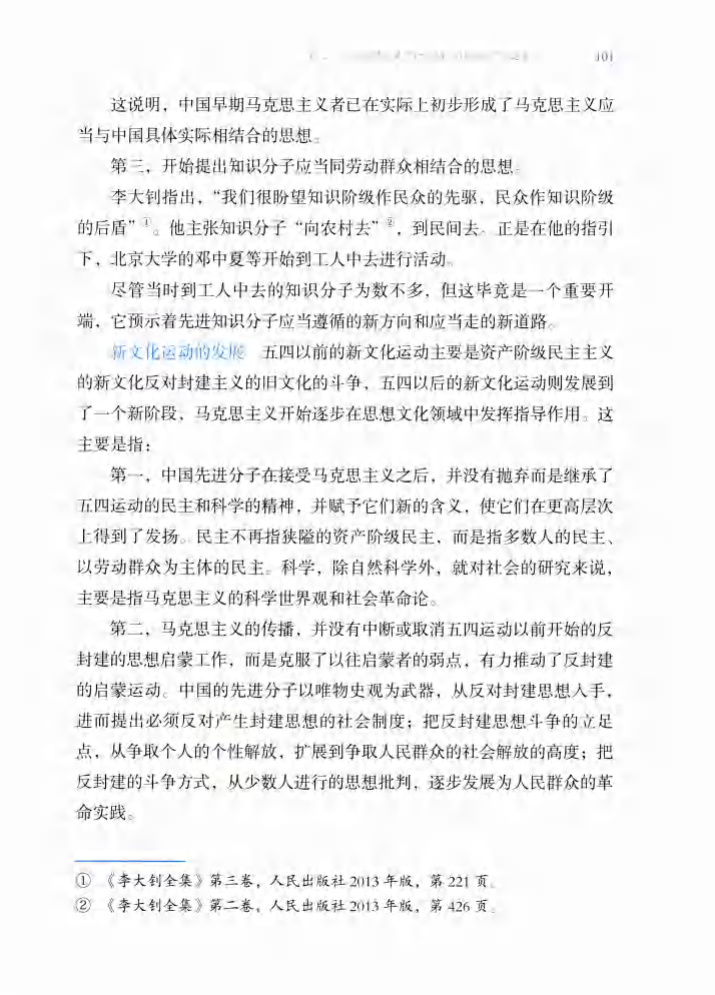 101
这说明，中国早期马克思主义者已在实际上初步形成了马克思主义应
当与中国具体实际相结合的思想。
第三，开始提出知识分子应当同劳动群众相结合的思想。
李大钊指出，“我们很盼望知识阶级作民众的先驱，民众作知识阶级
的后盾”①。他主张知识分子“向农村去”②，到民间去。正是在他的指引
下，北京大学的邓中夏等开始到工人中去进行活动。
尽管当时到工人中去的知识分子为数不多，但这毕竟是一个重要开
端，它预示着先进知识分子应当遵循的新方向和应当走的新道路。
新文化运动的发展 五四以前的新文化运动主要是资产阶级民主主义
的新文化反对封建主义的旧文化的斗争，五四以后的新文化运动则发展到
了一个新阶段，马克思主义开始逐步在思想文化领域中发挥指导作用。这
主要是指：
第一，中国先进分子在接受马克思主义之后，并没有抛弃而是继承了
五四运动的民主和科学的精神，并赋予它们新的含义，使它们在更高层次
上得到了发扬。民主不再指狭隘的资产阶级民主，而是指多数人的民主、
以劳动群众为主体的民主。科学，除自然科学外，就对社会的研究来说，
主要是指马克思主义的科学世界观和社会革命论。
第二，马克思主义的传播，并没有中断或取消五四运动以前开始的反
封建的思想启蒙工作，而是克服了以往启蒙者的弱点，有力推动了反封建
的启蒙运动。中国的先进分子以唯物史观为武器，从反对封建思想入手，
进而提出必须反对产生封建思想的社会制度；把反封建思想斗争的立足
点，从争取个人的个性解放，扩展到争取人民群众的社会解放的高度；把
反封建的斗争方式，从少数人进行的思想批判，逐步发展为人民群众的革
命实践。
① 《李大钊全集》第三卷，人民出版社2013年版，第221页。
② 《李大钊全集》第二卷，人民出版社2013年版，第426页。